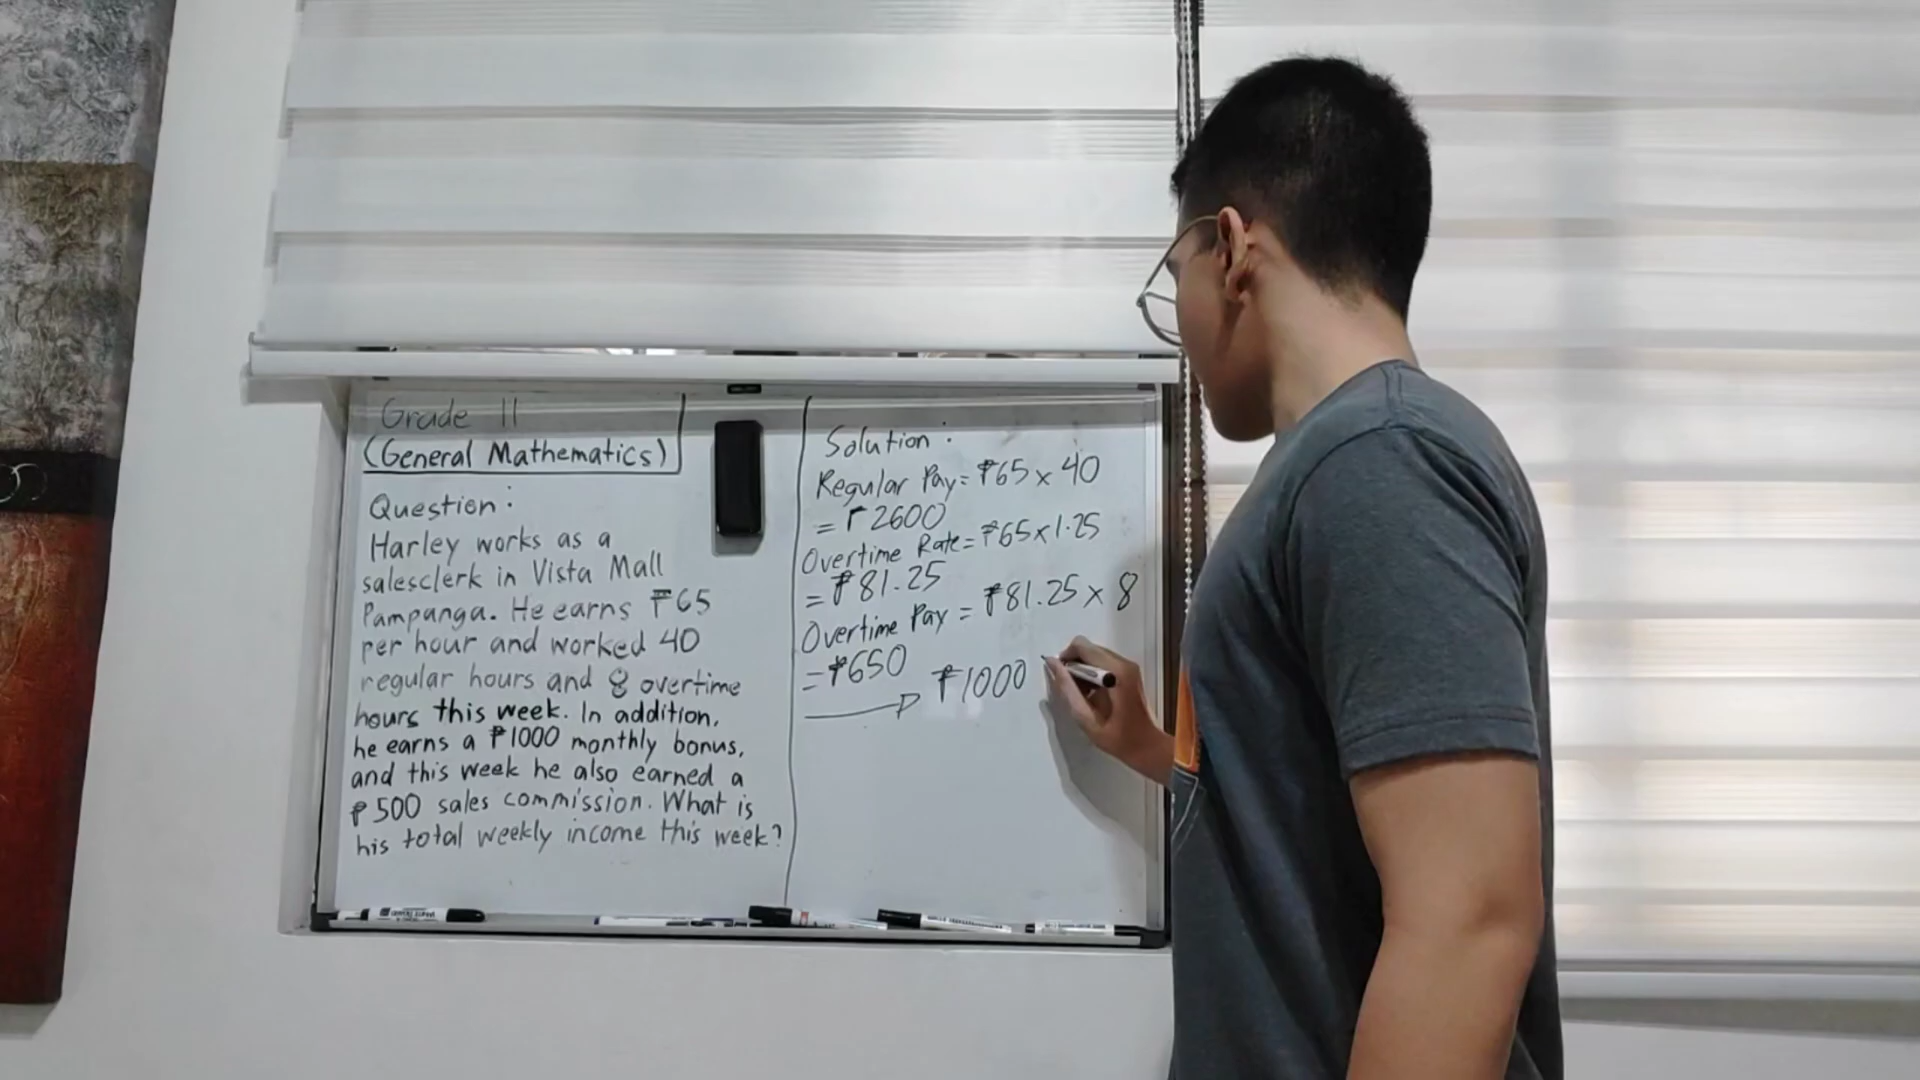 Grade 11
(General Mathematics)
Question:
Harley works as a
salesclerk in Vista Mall
Pampanga. He earns ₱65
per hour and worked 40
regular hours and 8 overtime
hours this week. In addition,
he earns a ₱1000 monthly bonus,
and this week he also earned a
₱500 sales commission. What is
his total weekly income this week?
Solution:
Regular Pay = ₱65 x 40
= ₱2600
Overtime Rate = ₱65 x 1.25
= ₱81.25
Overtime Pay = ₱81.25 x 8
= ₱650
₱1000